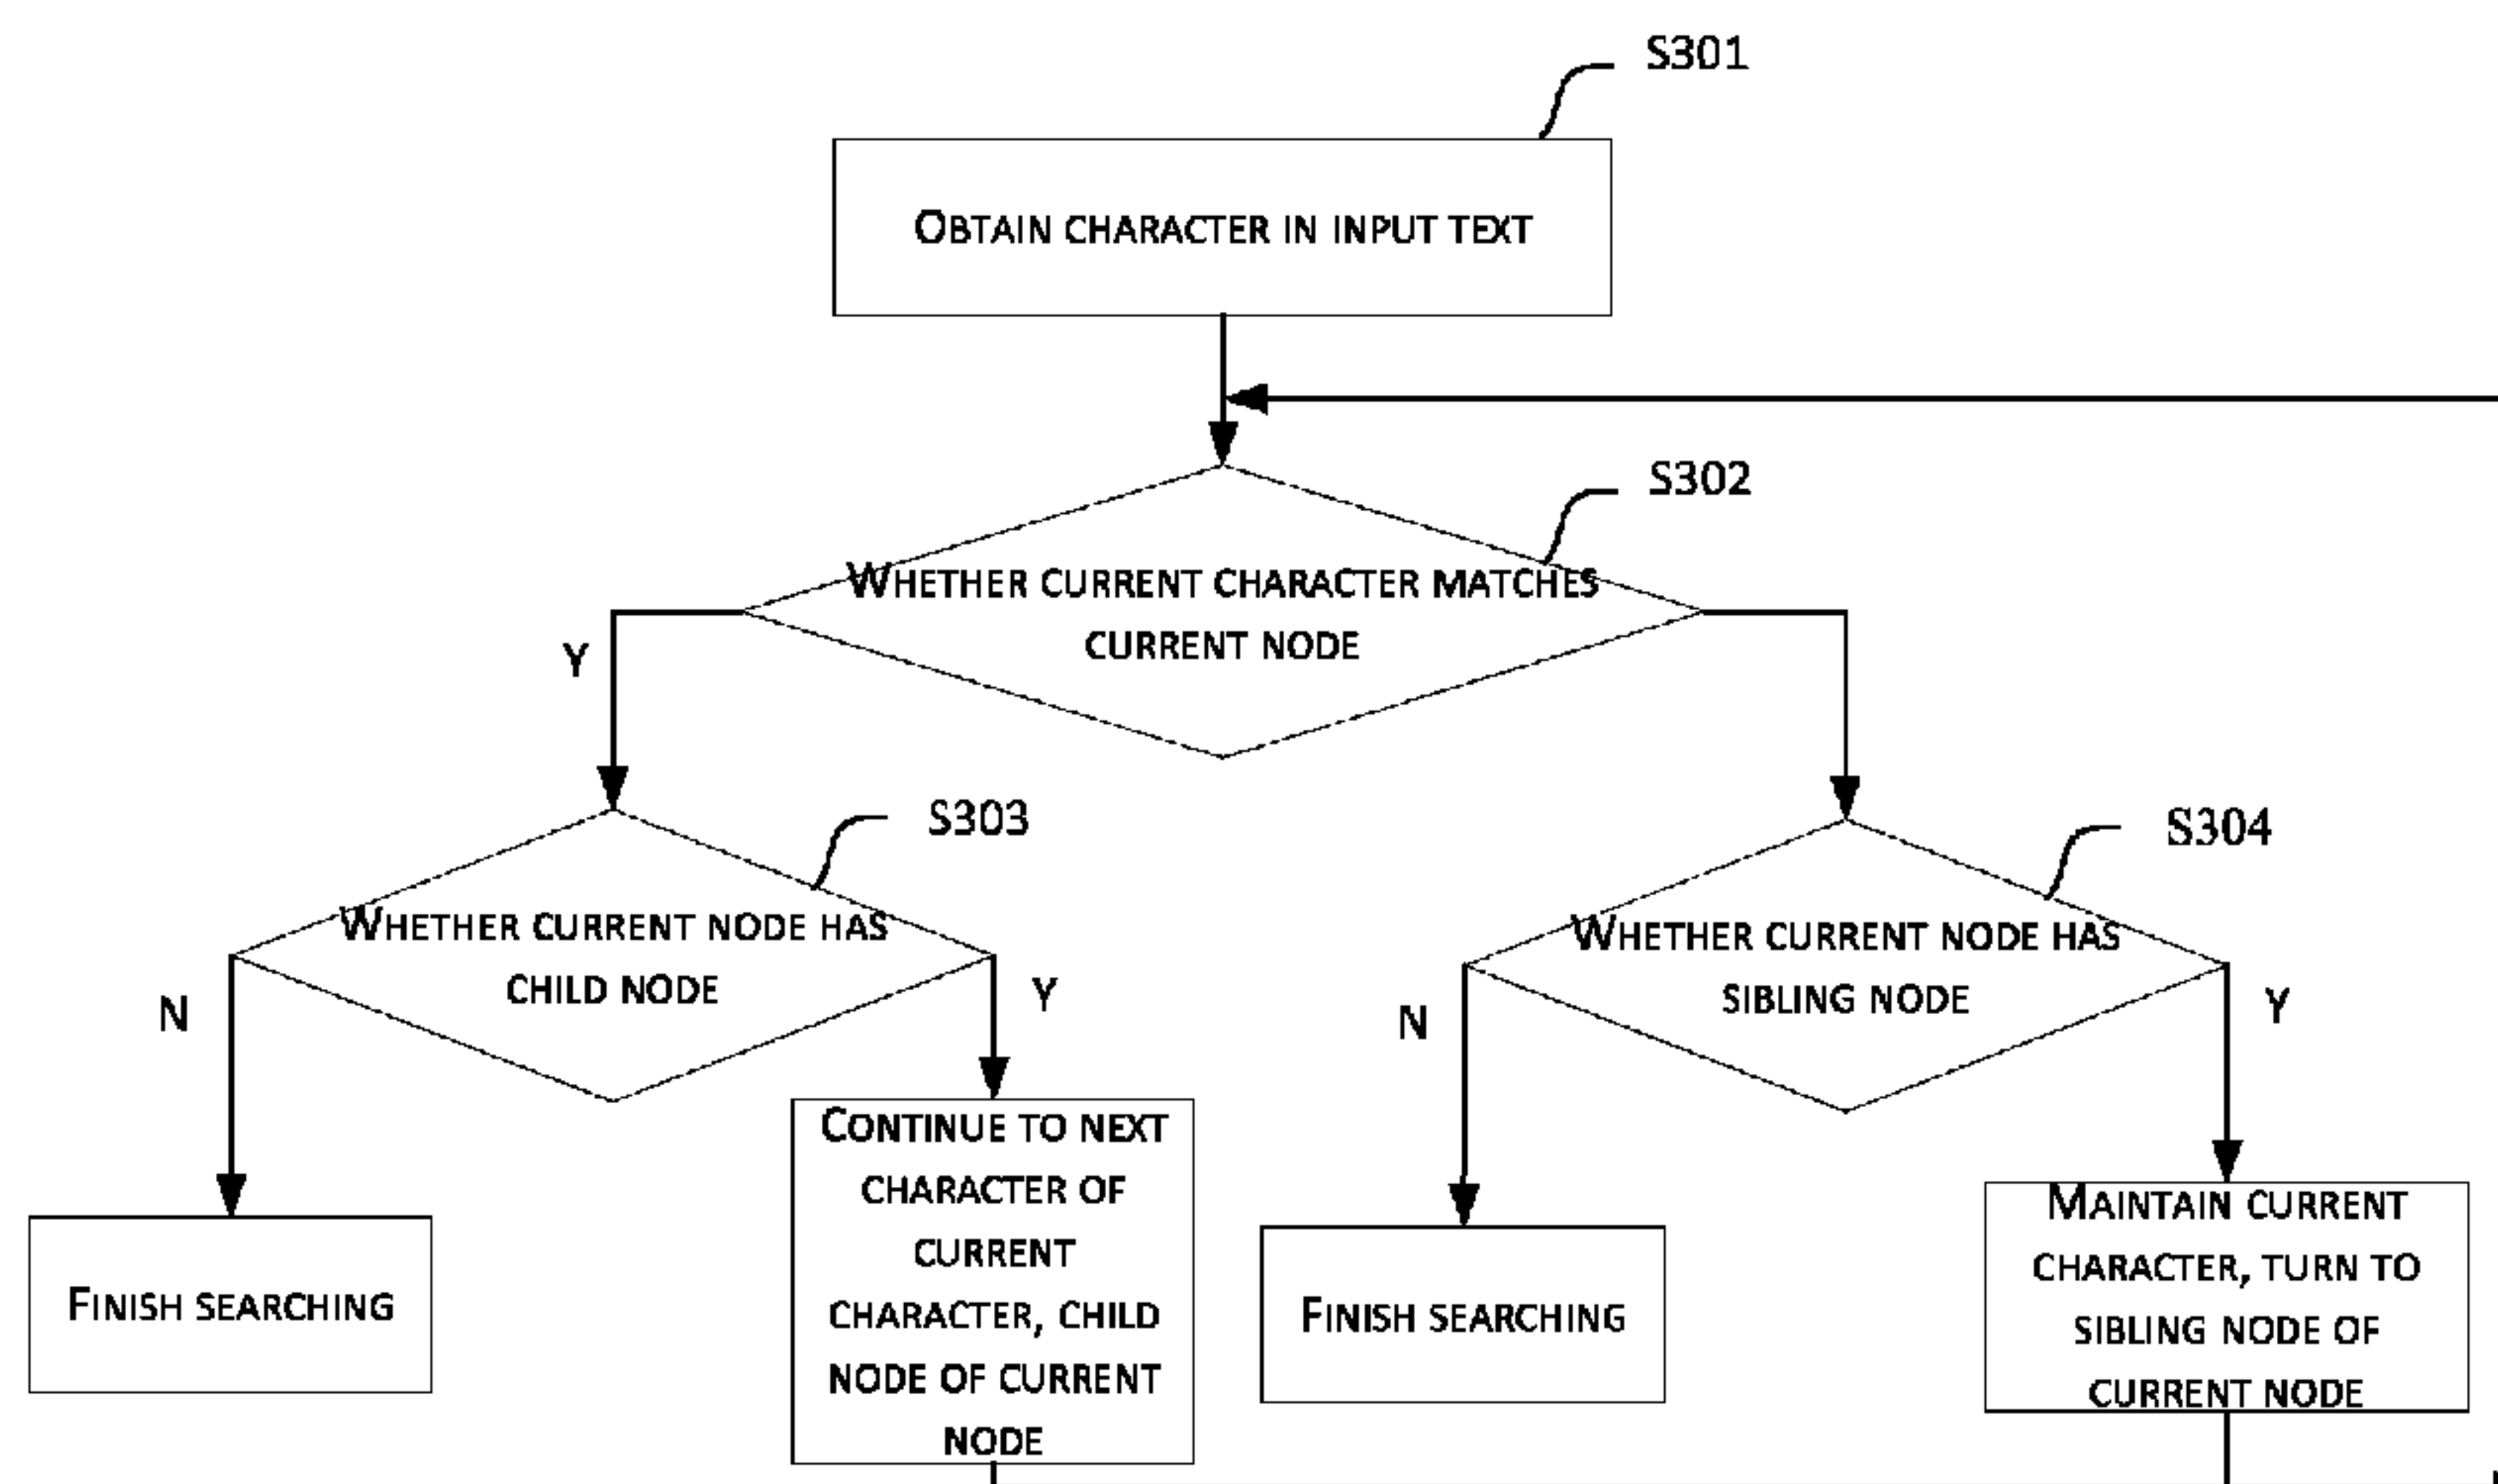 S301
Obtain character in input text
S302
Whether current character matches
current node
Y
S303
Whether current node has
child node
N
Y
S304
Whether current node has
sibling node
N
Y
Finish searching
Continue to next
character of
current
character, child
node of current
node
Finish searching
Maintain current
character, turn to
sibling node of
current node